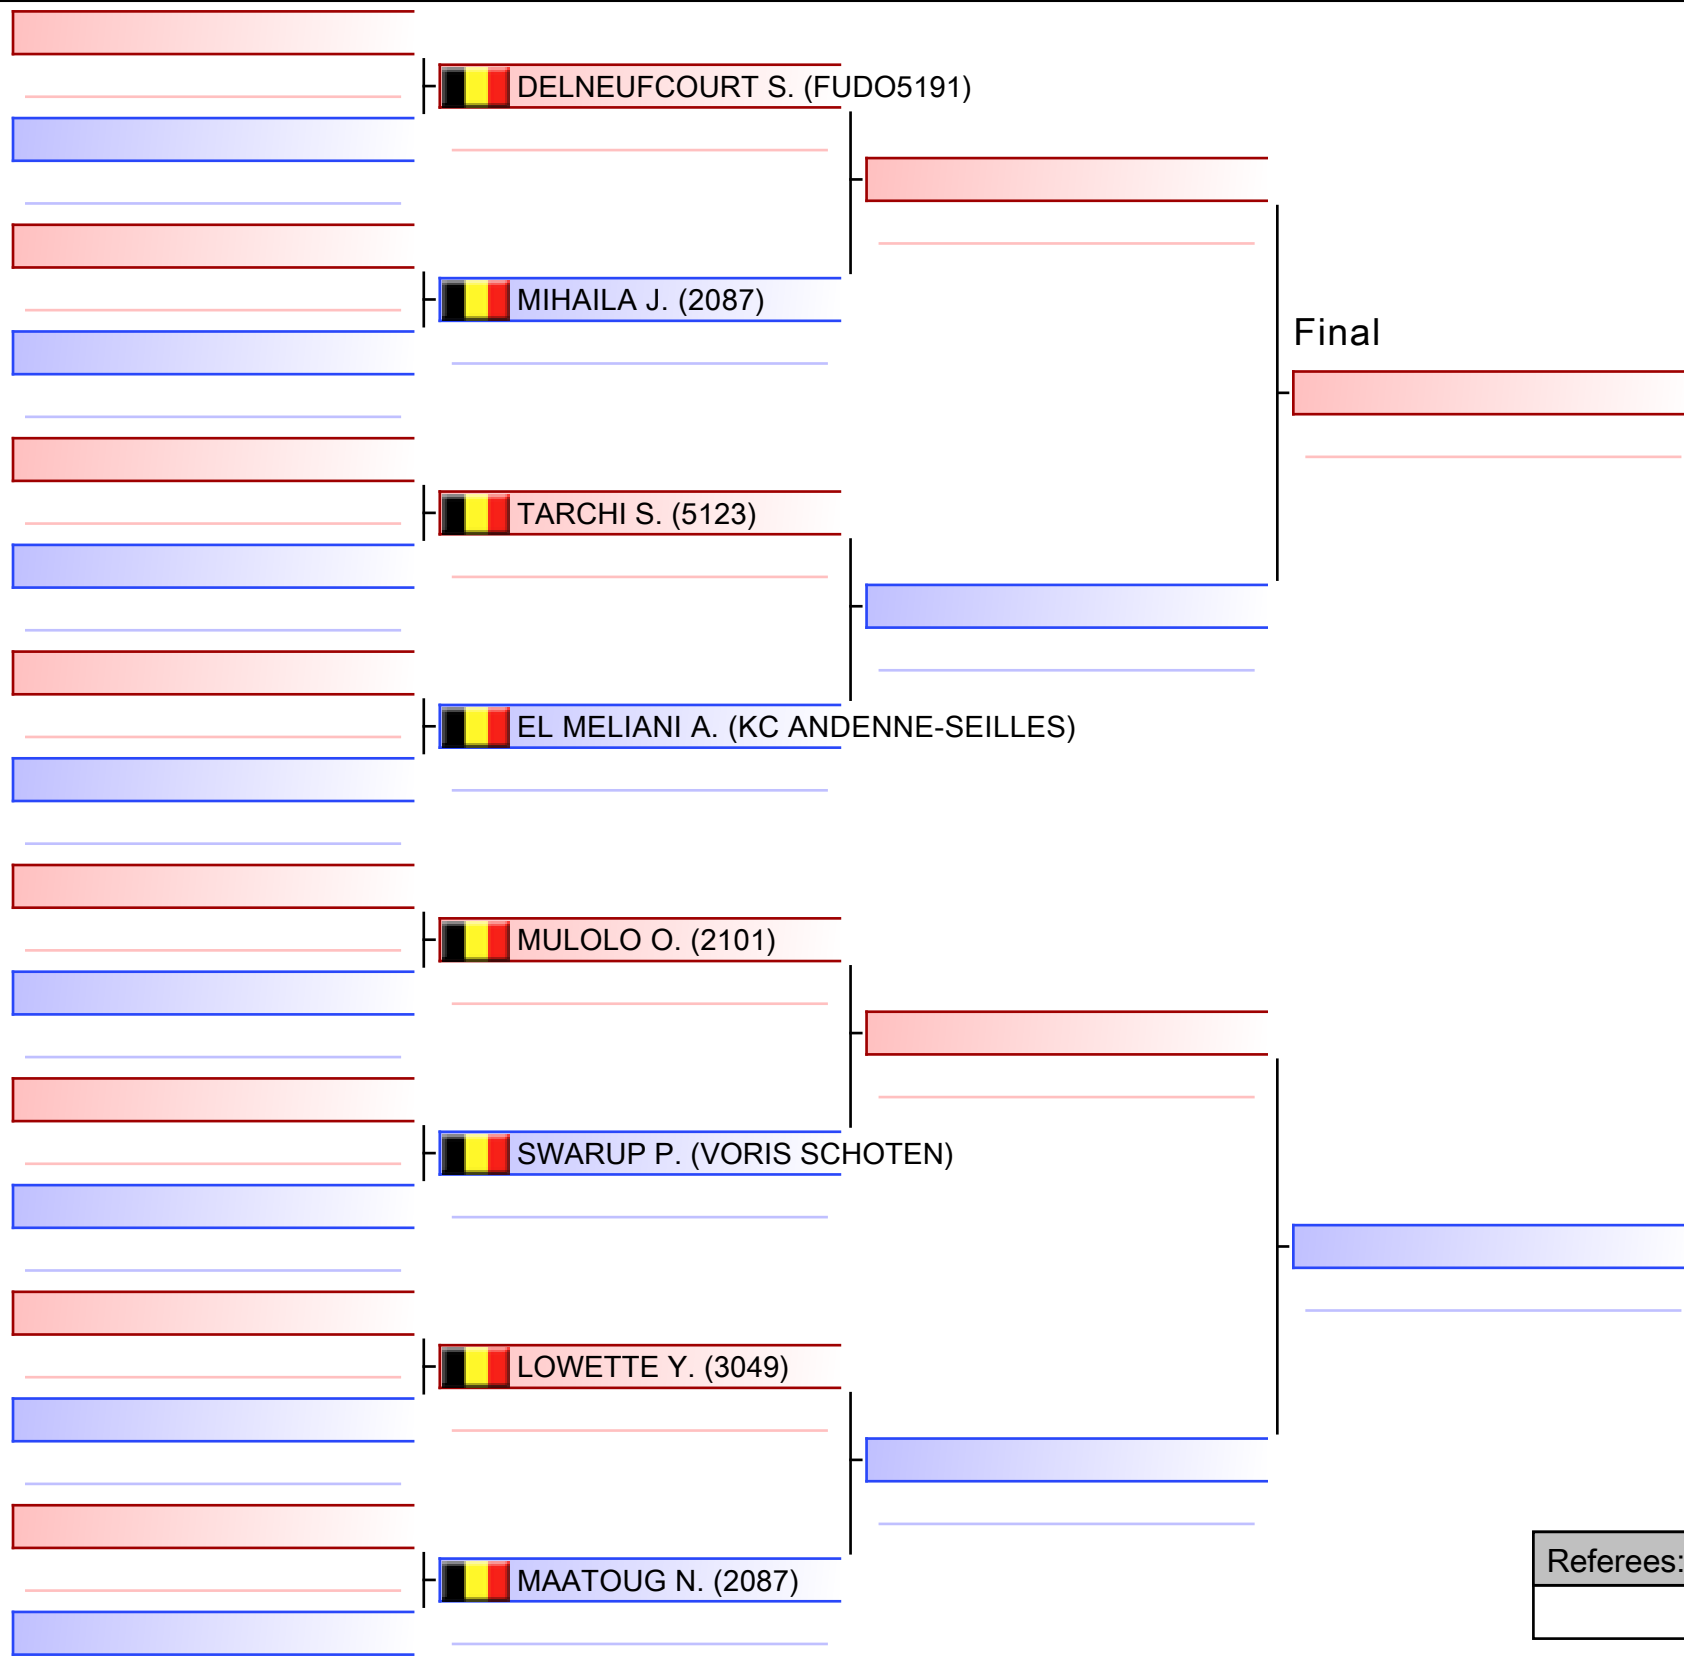 DELNEUFCOURT S. (FUDO5191)
MIHAILA J. (2087)
Final
TARCHI S. (5123)
EL MELIANI A. (KC ANDENNE-SEILLES)
MULOLO O. (2101)
SWARUP P. (VORIS SCHOTEN)
LOWETTE Y. (3049)
MAATOUG N. (2087)
Referees: